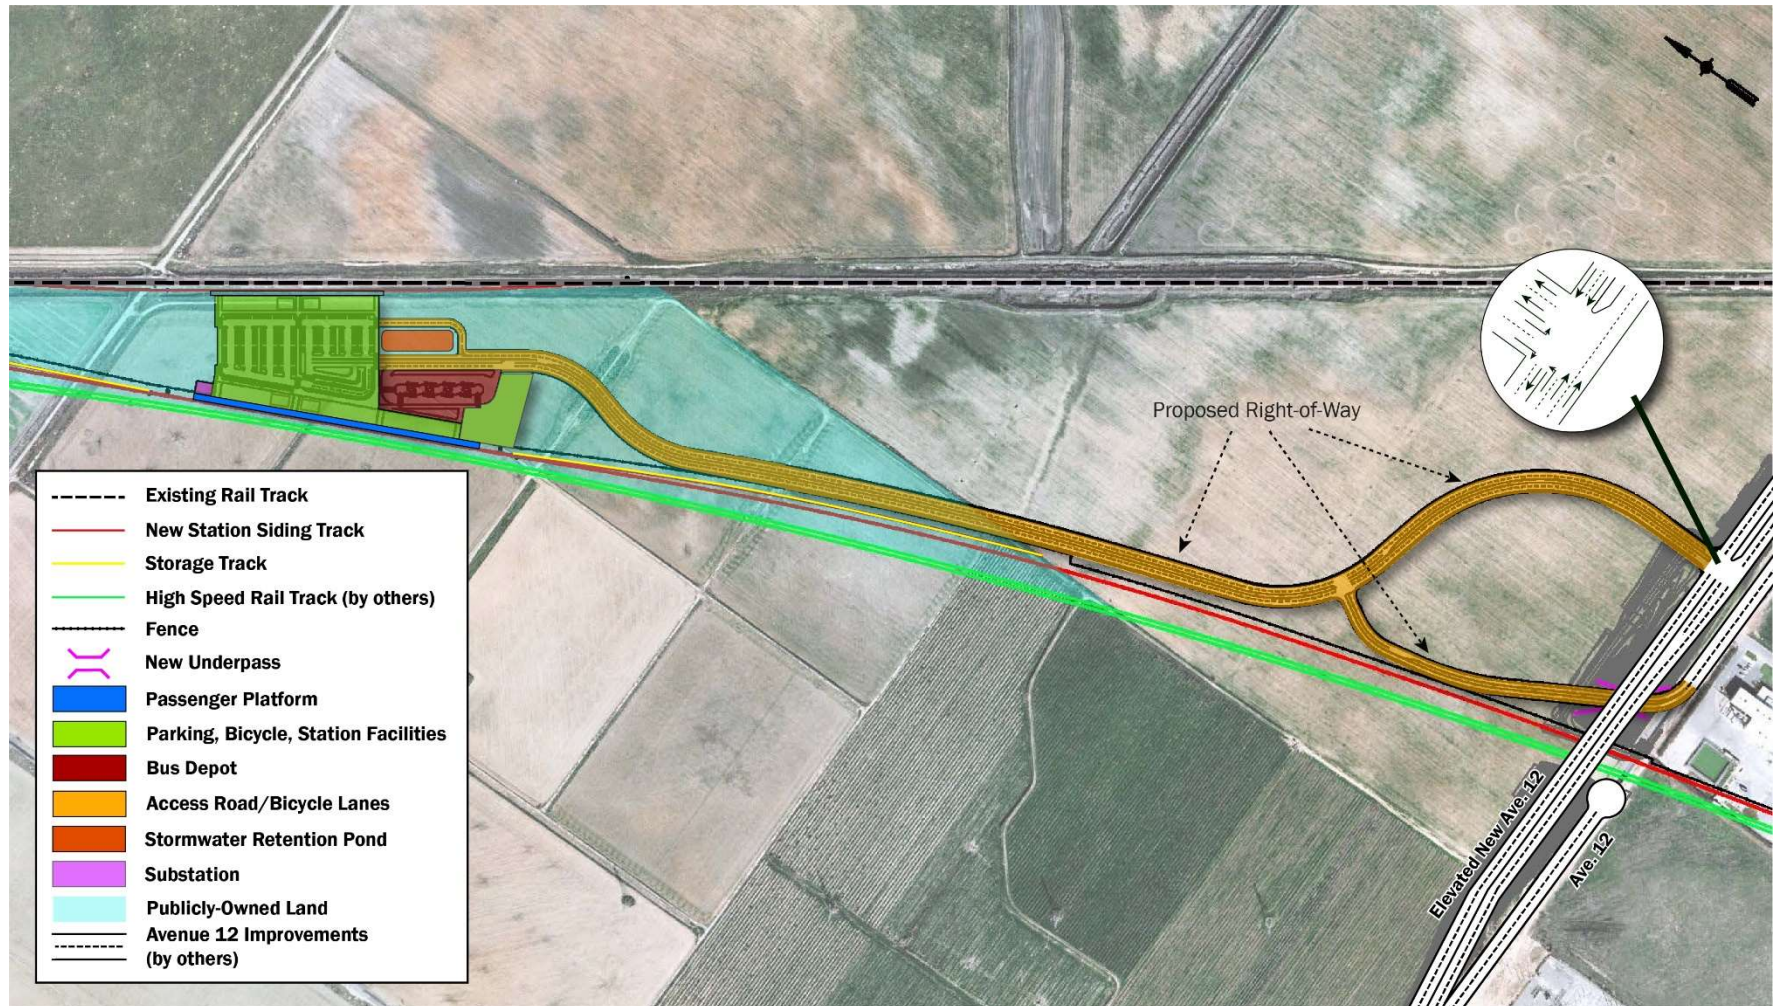 Proposed Right-of-Way
Existing Rail Track
New Station Siding Track
Storage Track
High Speed Rail Track (by others)
Fence
New Underpass
Passenger Platform
Parking, Bicycle, Station Facilities
Bus Depot
Access Road/Bicycle Lanes
Stormwater Retention Pond
Substation
Publicly-Owned Land
Avenue 12 Improvements
(by others)
Elevated New Ave. 12
Ave. 12